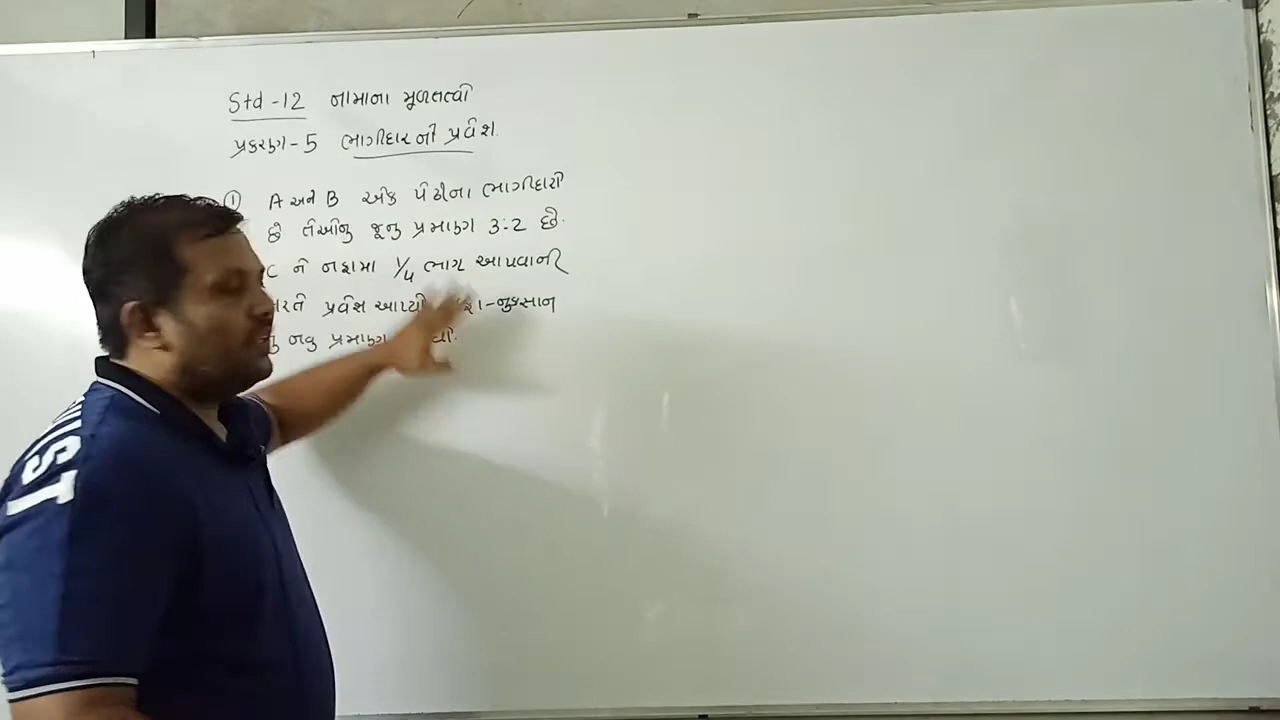 Std-12 નામાના મૂળતત્વો
પ્રકરણ-5 ભાગીદારનો પ્રવેશ.
① A અને B એક પેઢીના ભાગીદારો
છે તેઓનુ જૂનુ પ્રમાણ 3:2 છે.
C ને નફામા 1/4 ભાગ આપવાની
પ્રવેશ આપ્યો -નુકસાન
નવુ પ્રમાણ